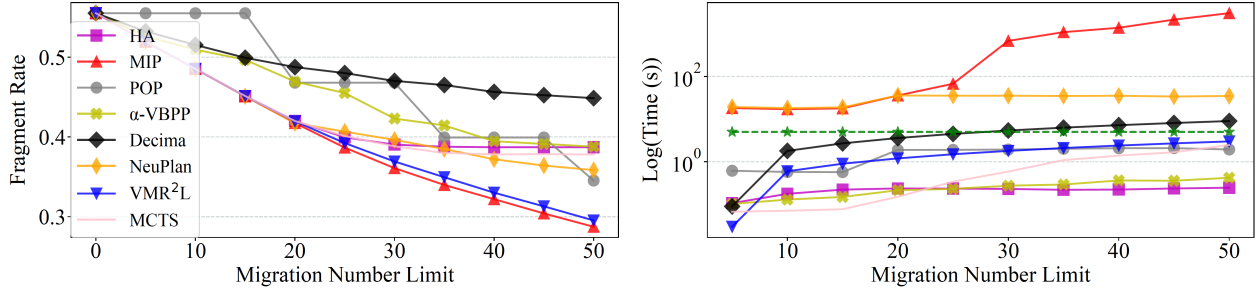 Fragment Rate
0.5
0.4
0.3
HA
MIP
POP
α-VBPP
Decima
NeuPlan
VMR²L
MCTS
0 10 20 30 40 50
Migration Number Limit
Log(Time (s))
10²
10⁰
10 20 30 40 50
Migration Number Limit